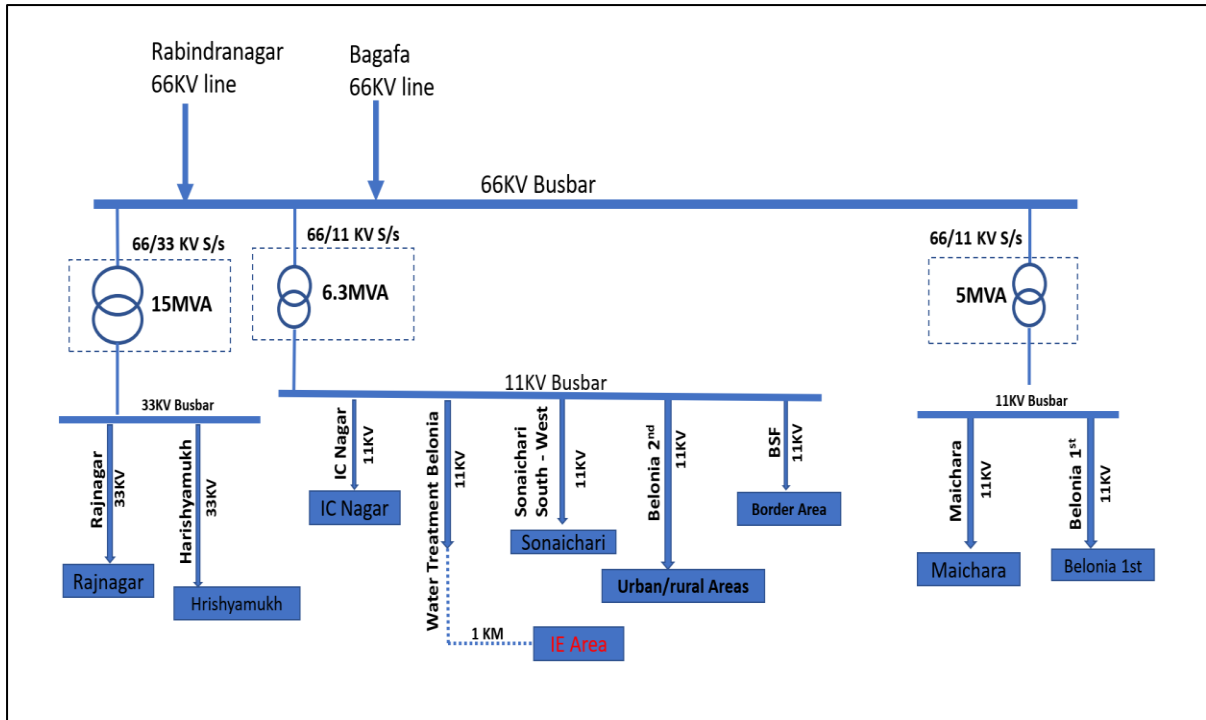 Rabindranagar
66KV line
Bagafa
66KV line
66KV Busbar
66/33 KV S/s
15MVA
66/11 KV S/s
6.3MVA
66/11 KV S/s
5MVA
33KV Busbar
11KV Busbar
11KV Busbar
Rajnagar
33KV
Harishyamukh
33KV
IC Nagar
11KV
Water Treatment Belonia
11KV
Sonaichari
South - West
11KV
Belonia 2nd
11KV
BSF
11KV
Maichara
11KV
Belonia 1st
11KV
Rajnagar
Hrishyamukh
IC Nagar
Sonaichari
Urban/rural Areas
Border Area
Maichara
Belonia 1st
1 KM
IE Area